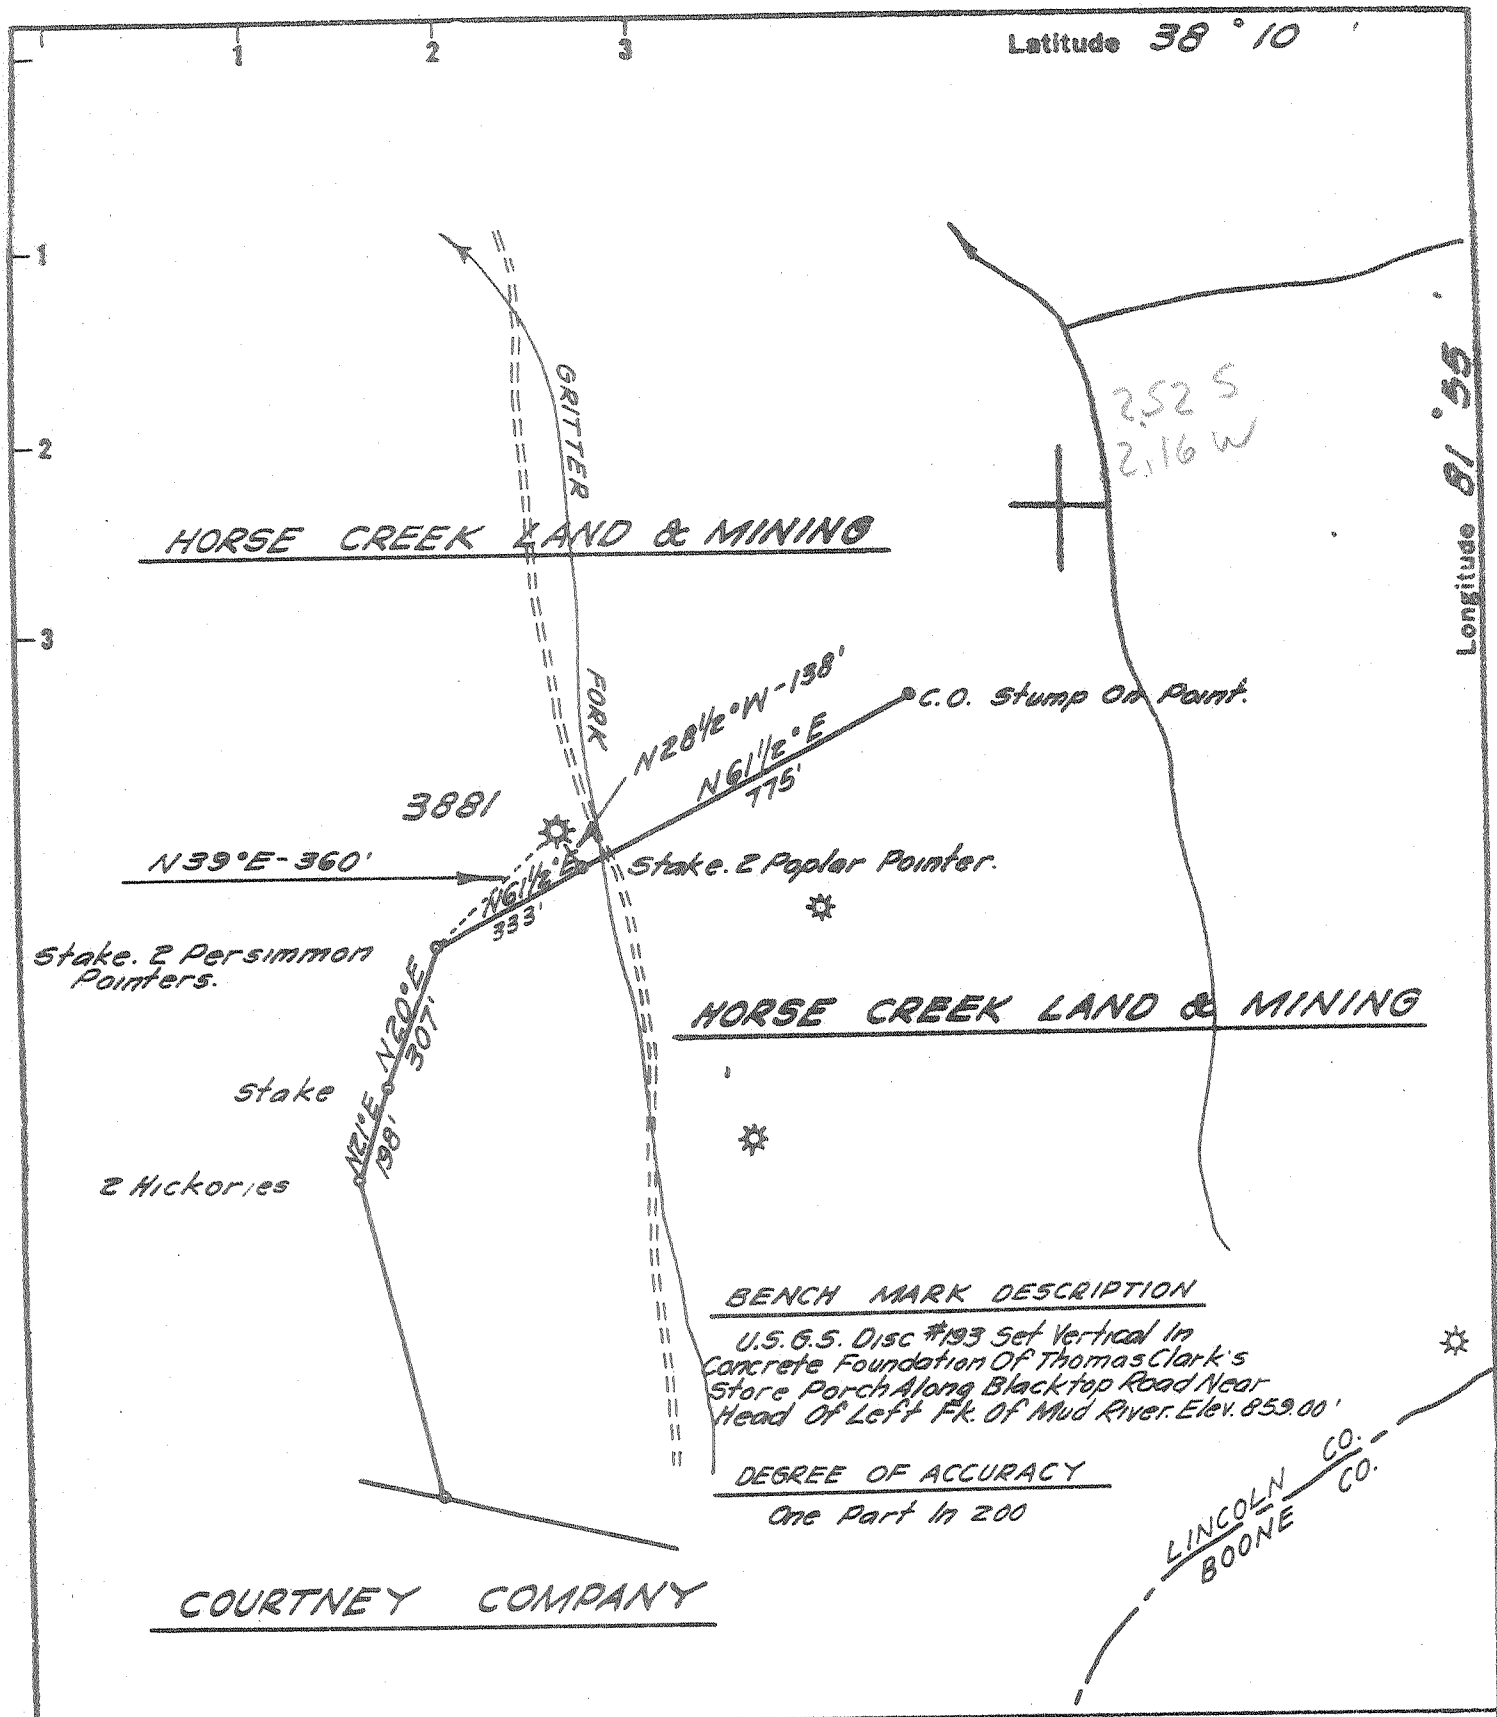 1
2
3
Latitude 38° 10'
1
2
3
Longitude 81° 55'
2.52 S
2.16 W
GRITTER
FORK
HORSE CREEK LAND & MINING
N28½°W-138'
C.O. Stump On Point.
N61½°E
775'
3881
N39°E-360'
Stake. 2 Poplar Pointer.
N61½°E
333'
Stake. 2 Persimmon
Pointers.
N20°E
307'
HORSE CREEK LAND & MINING
Stake
N21°E
198'
2 Hickories
BENCH MARK DESCRIPTION
U.S.G.S. Disc #193 Set Vertical In
Concrete Foundation Of Thomas Clark's
Store Porch Along Blacktop Road Near
Head Of Left Fk. Of Mud River. Elev. 859.00'
DEGREE OF ACCURACY
One Part In 200
LINCOLN CO.
BOONE CO.
COURTNEY COMPANY